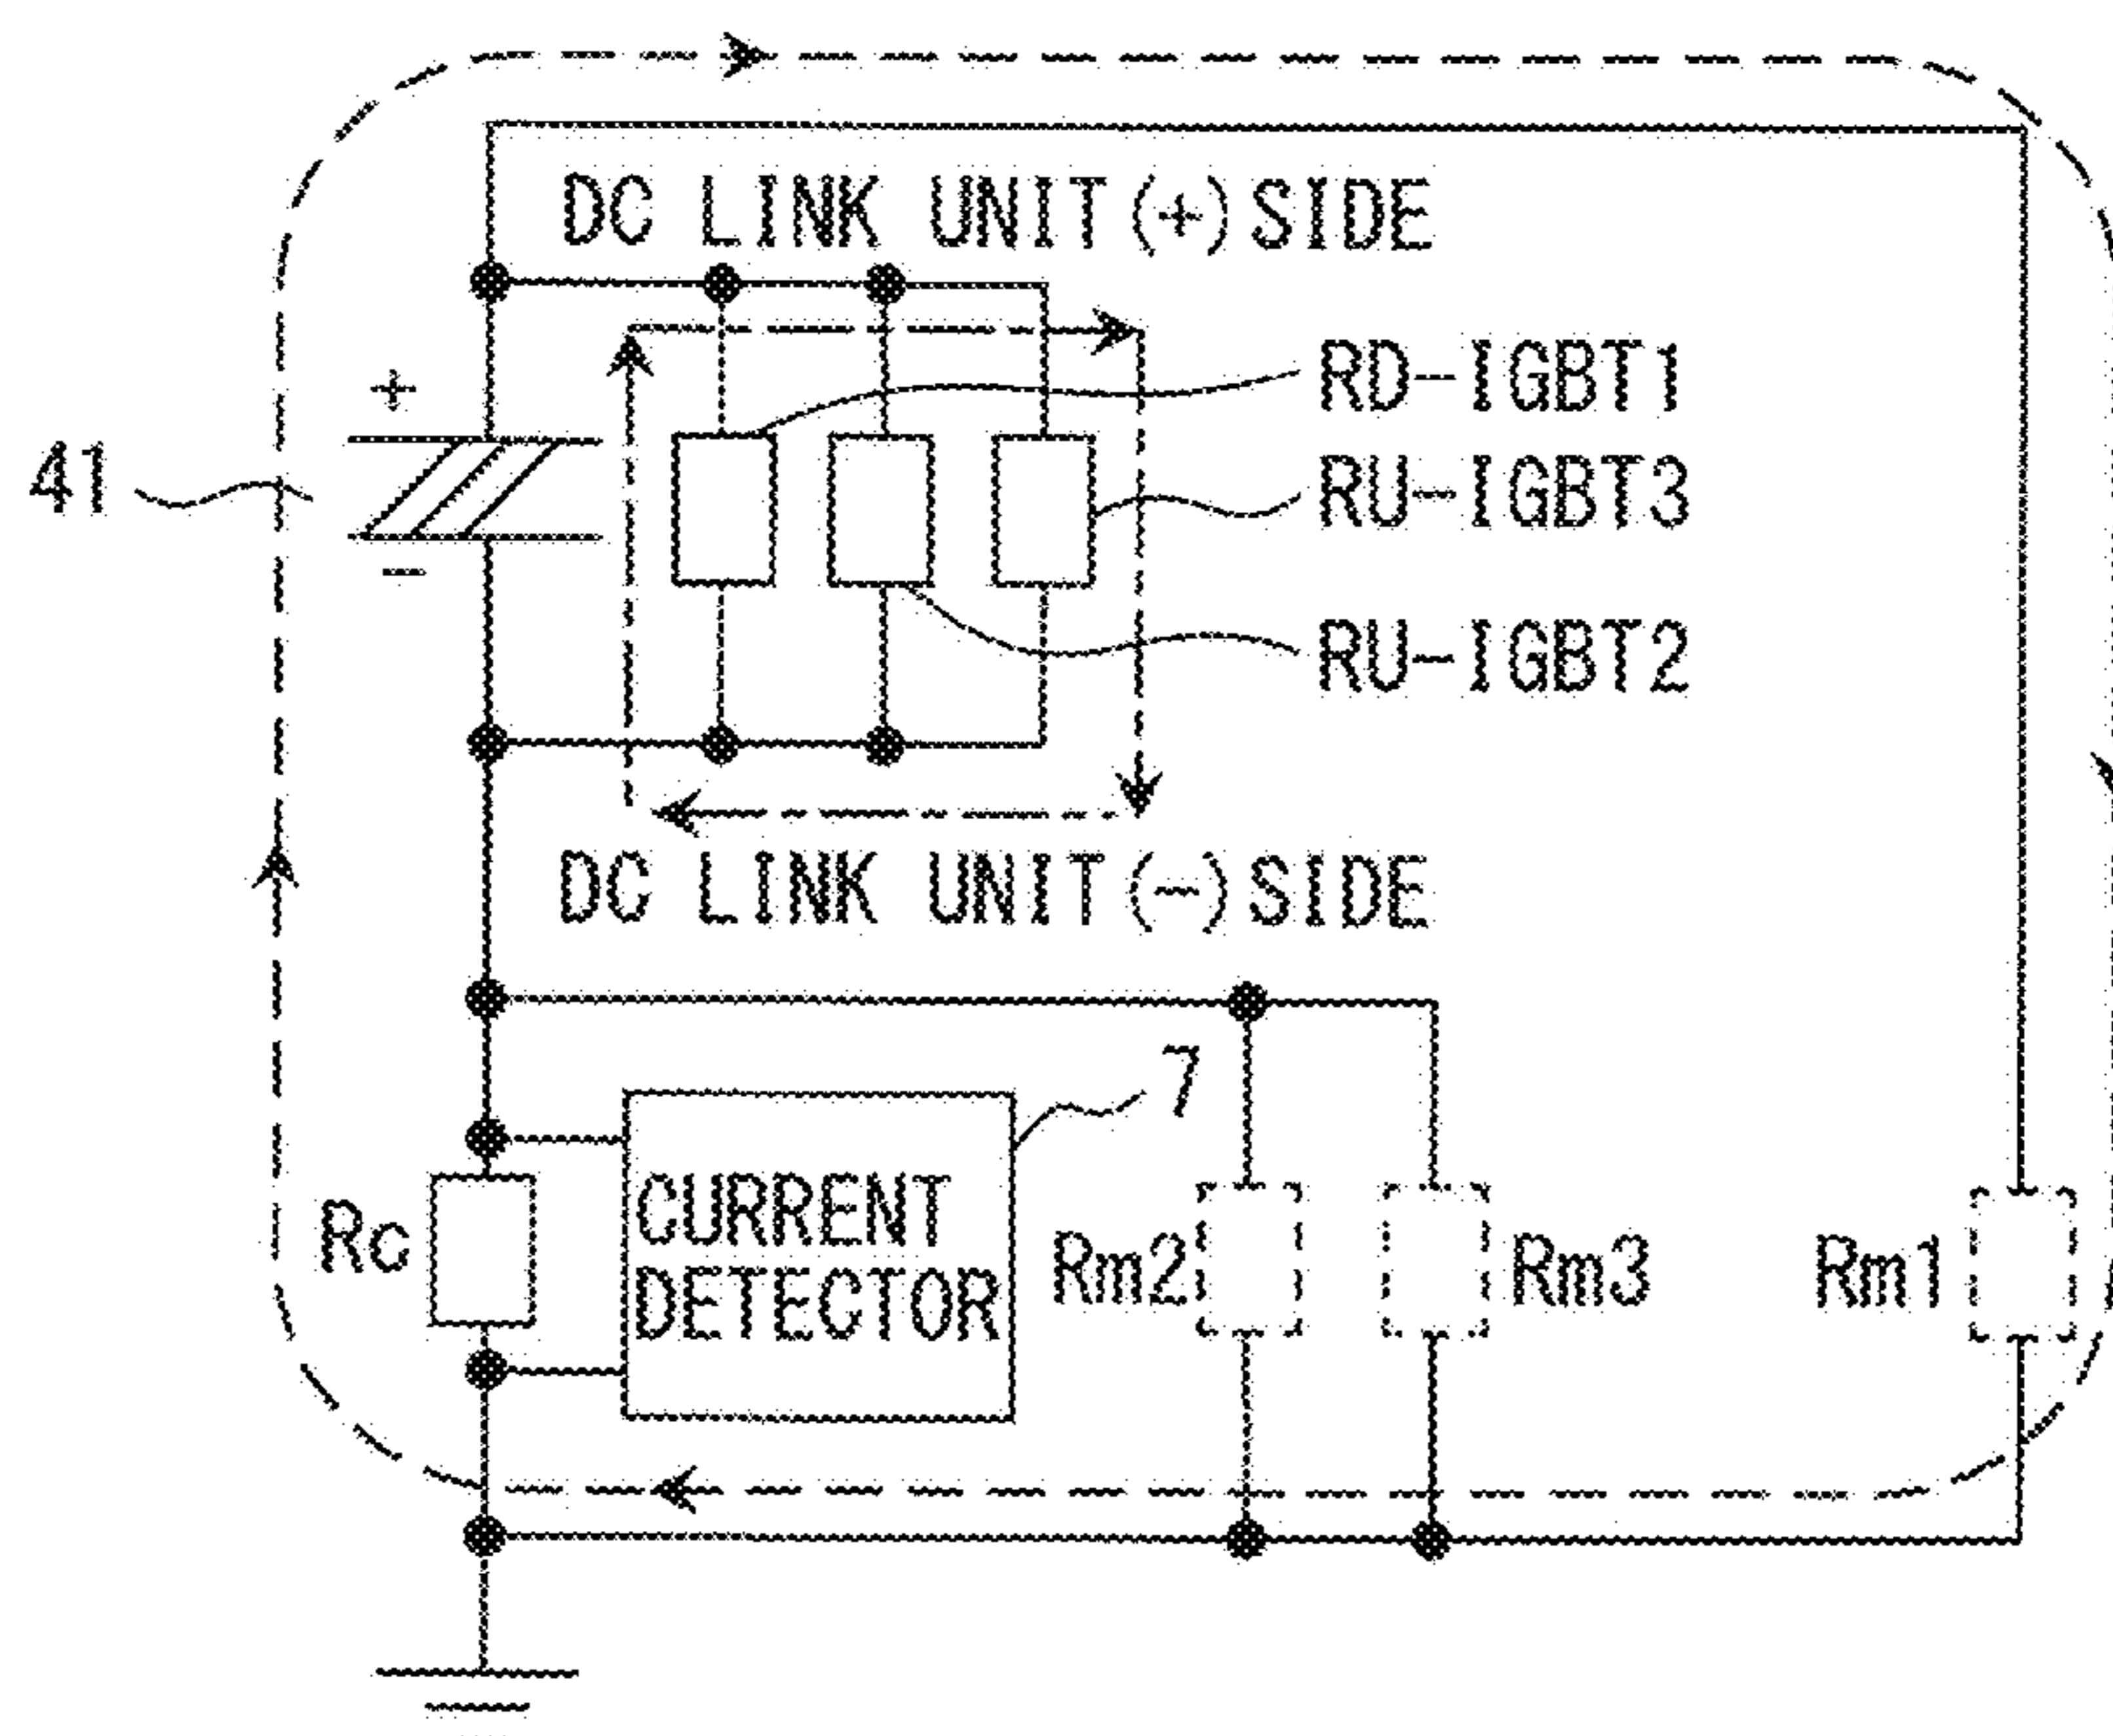 DC LINK UNIT(+)SIDE
+
RD-IGBT1
41
RU-IGBT3
-
RU-IGBT2
DC LINK UNIT(-)SIDE
7
Rc
CURRENT
DETECTOR
Rm2
Rm3
Rm1